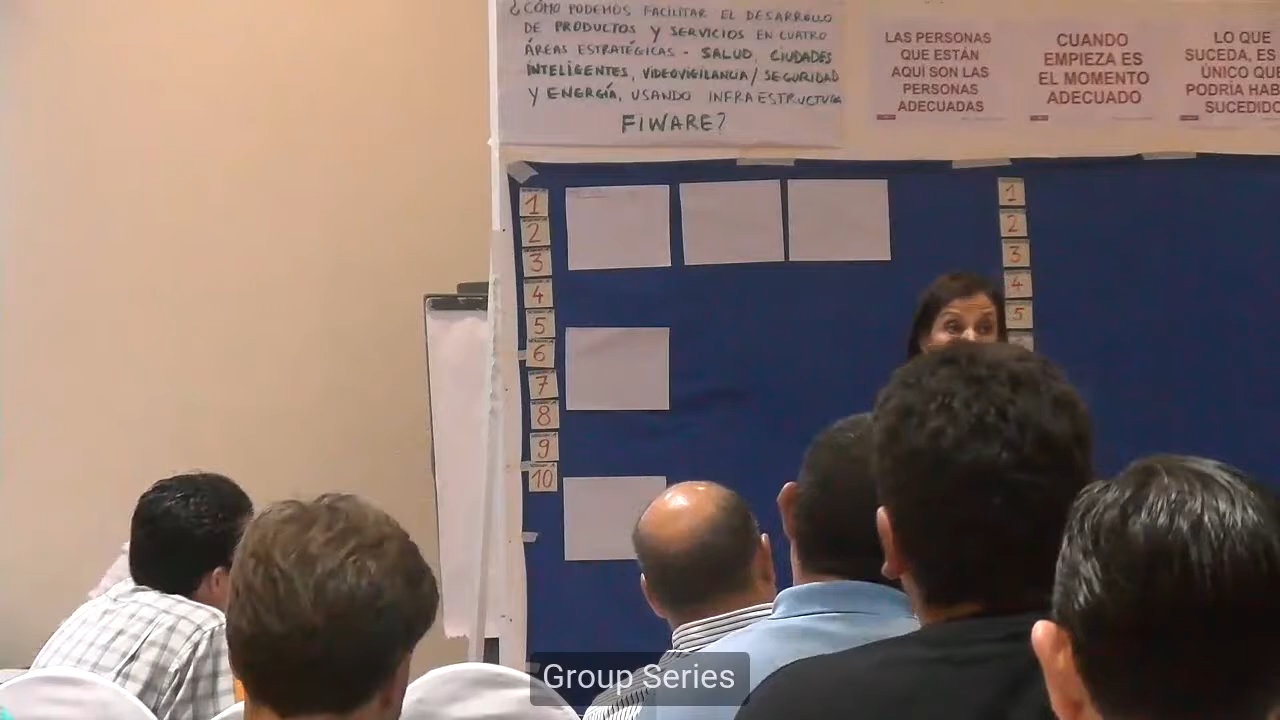 ¿CÓMO PODEMOS FACILITAR EL DESARROLLO
DE PRODUCTOS Y SERVICIOS EN CUATRO
ÁREAS ESTRATÉGICAS - SALUD, CIUDADES
INTELIGENTES, VIDEOVIGILANCIA/SEGURIDAD
Y ENERGÍA, USANDO INFRAESTRUCTURA
FIWARE?
LAS PERSONAS
QUE ESTÁN
AQUÍ SON LAS
PERSONAS
ADECUADAS
CUANDO
EMPIEZA ES
EL MOMENTO
ADECUADO
LO QUE
SUCEDA, ES
ÚNICO QUE
PODRÍA HAB
SUCEDIDO
1
2
3
4
5
6
7
8
9
10
1
2
3
4
5
Group Series